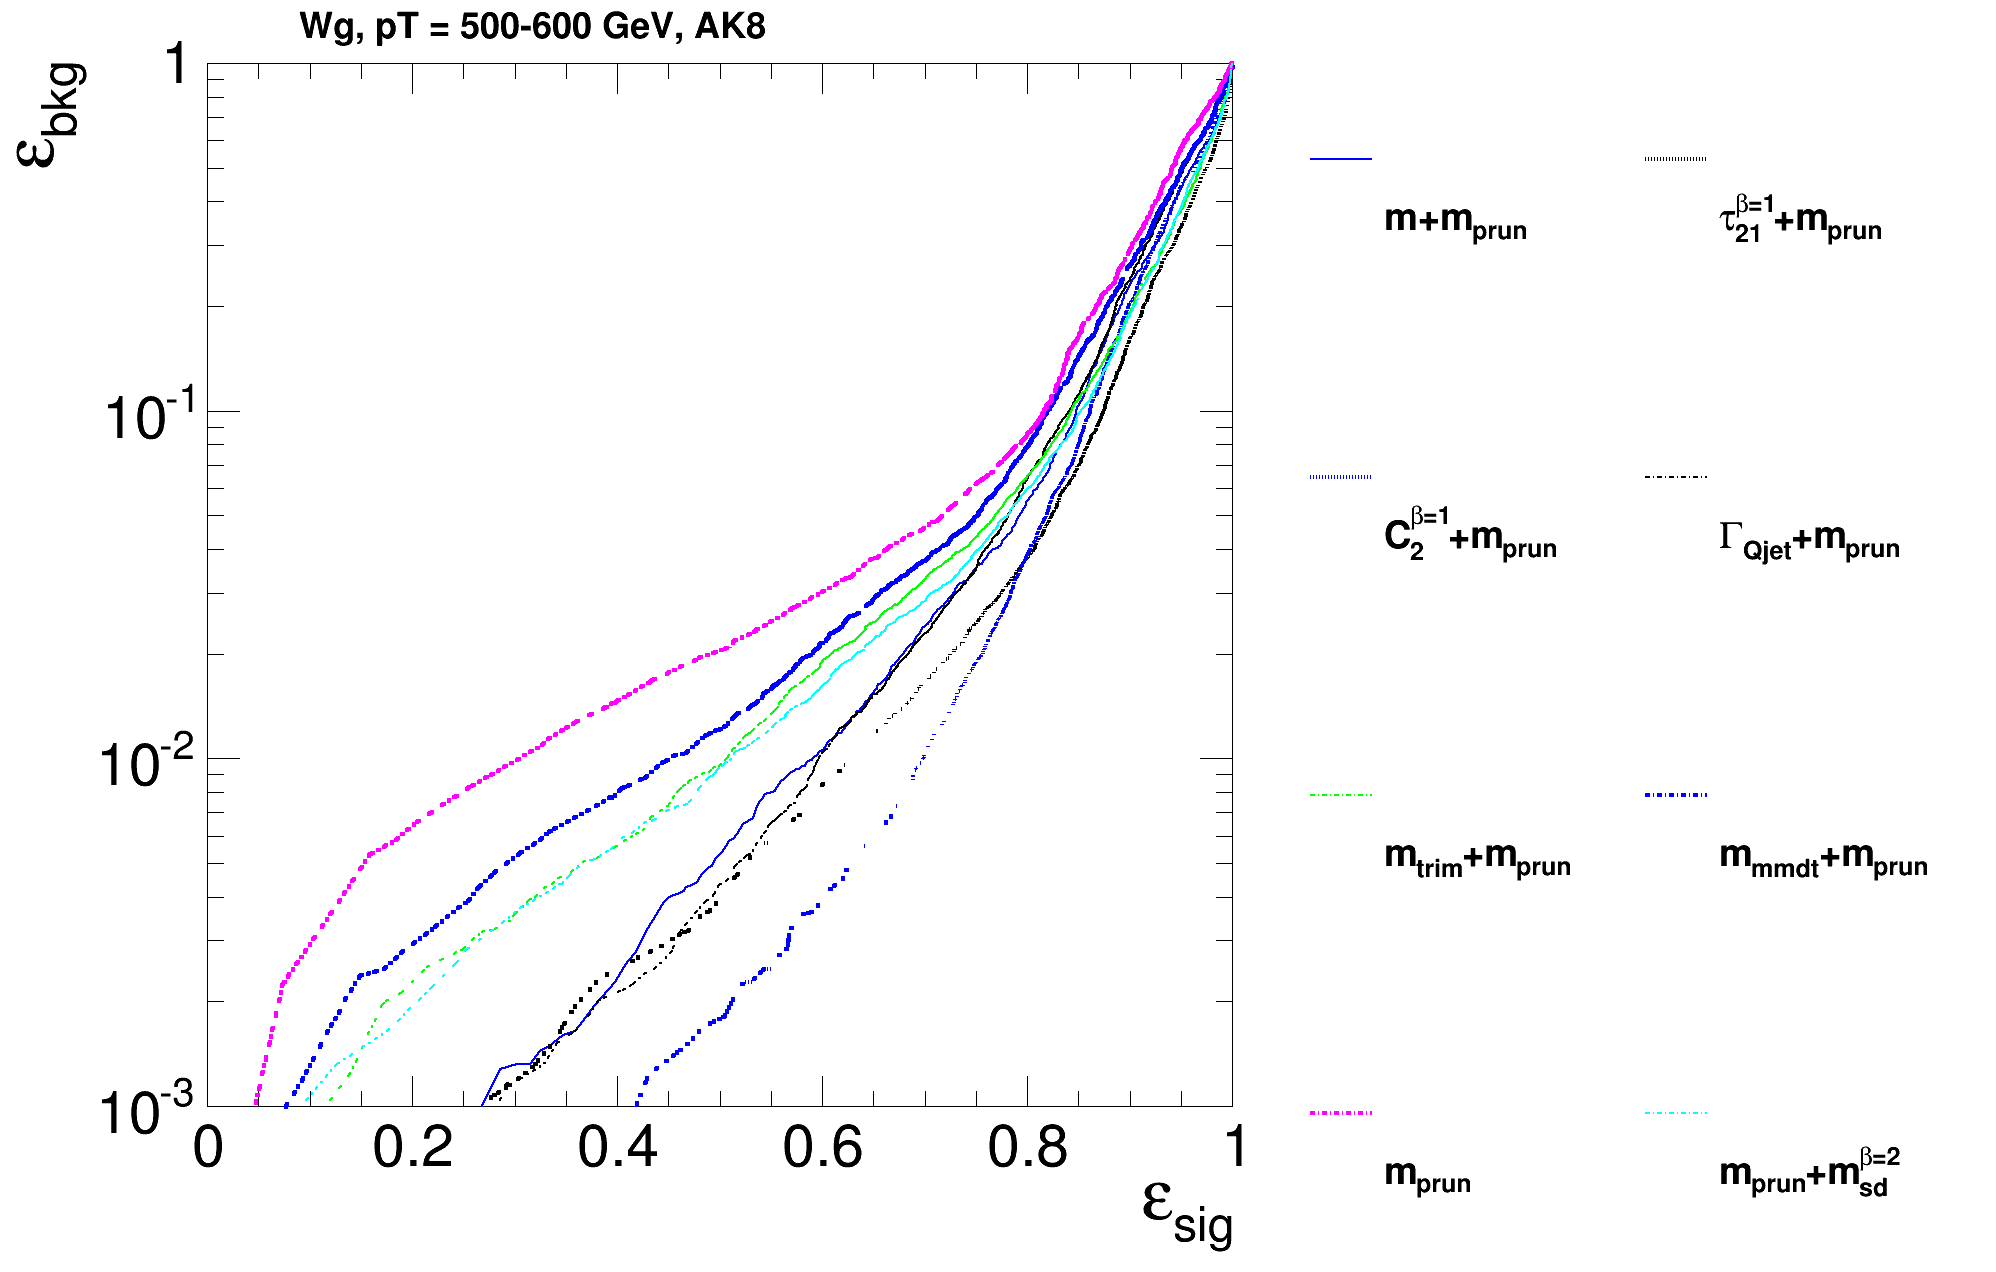 Wg, pT = 500-600 GeV, AK8
ε_bkg
1
10^-1
10^-2
10^-3
0 0.2 0.4 0.6 0.8 1
ε_sig
m+m_prun
τ_21^β=1+m_prun
C_2^β=1+m_prun
Γ_Qjet+m_prun
m_trim+m_prun
m_mmdt+m_prun
m_prun
m_prun+m_sd^β=2